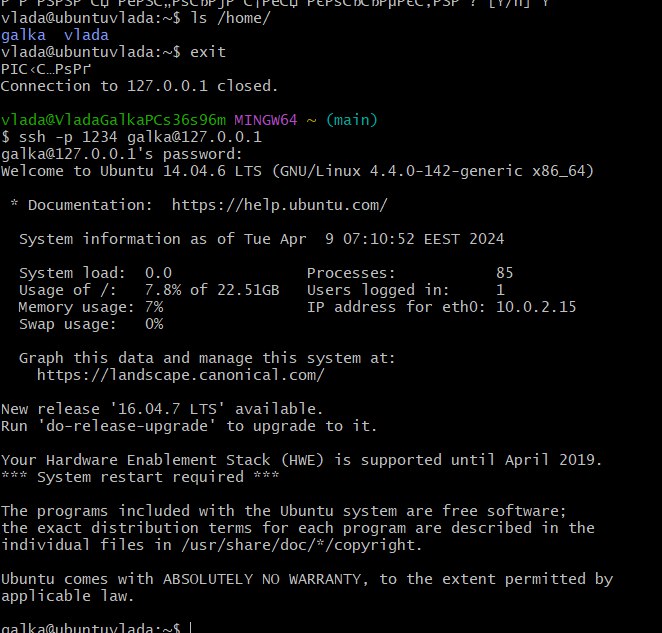 vlada@ubuntuvlada:~$ ls /home/
galka  vlada
vlada@ubuntuvlada:~$ exit
РІС‹С…РѕРґ
Connection to 127.0.0.1 closed.
vlada@VladaGalkaPCs36s96m MINGW64 ~ (main)
$ ssh -p 1234 galka@127.0.0.1
galka@127.0.0.1's password:
Welcome to Ubuntu 14.04.6 LTS (GNU/Linux 4.4.0-142-generic x86_64)
* Documentation:  https://help.ubuntu.com/
System information as of Tue Apr  9 07:10:52 EEST 2024
System load:  0.0                Processes:           85
Usage of /:   7.8% of 22.51GB   Users logged in:     1
Memory usage: 7%                 IP address for eth0: 10.0.2.15
Swap usage:   0%
Graph this data and manage this system at:
https://landscape.canonical.com/
New release '16.04.7 LTS' available.
Run 'do-release-upgrade' to upgrade to it.
Your Hardware Enablement Stack (HWE) is supported until April 2019.
*** System restart required ***
The programs included with the Ubuntu system are free software;
the exact distribution terms for each program are described in the
individual files in /usr/share/doc/*/copyright.
Ubuntu comes with ABSOLUTELY NO WARRANTY, to the extent permitted by
applicable law.
galka@ubuntuvlada:~$